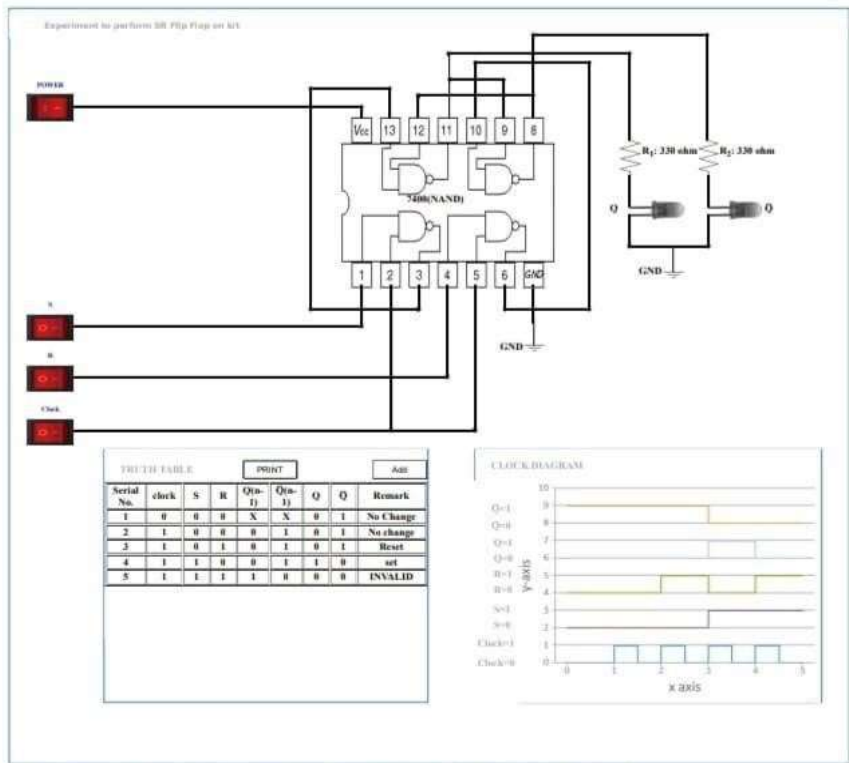 Experiment to perform SR Flip Flop on kit
POWER
Vcc 13 12 11 10 9 8
7400(NAND)
1 2 3 4 5 6 GND
R1: 330 ohm
R2: 330 ohm
Q
Q̅
GND
GND
S
R
Clock
TRUTH TABLE PRINT Add
Serial No. clock S R Q(n-1) Q̅(n-1) Q Q̅ Remark
1 0 0 0 X X 0 1 No Change
2 1 0 0 0 1 0 1 No change
3 1 0 1 0 1 0 1 Reset
4 1 1 0 0 1 1 0 set
5 1 1 1 1 0 0 0 INVALID
CLOCK DIAGRAM
Q̅=1
Q̅=0
Q=1
Q=0
R=1
R=0
S=1
S=0
Clock=1
Clock=0
10
9
8
7
6
5
4
3
2
1
0
y-axis
0 1 2 3 4 5
x axis